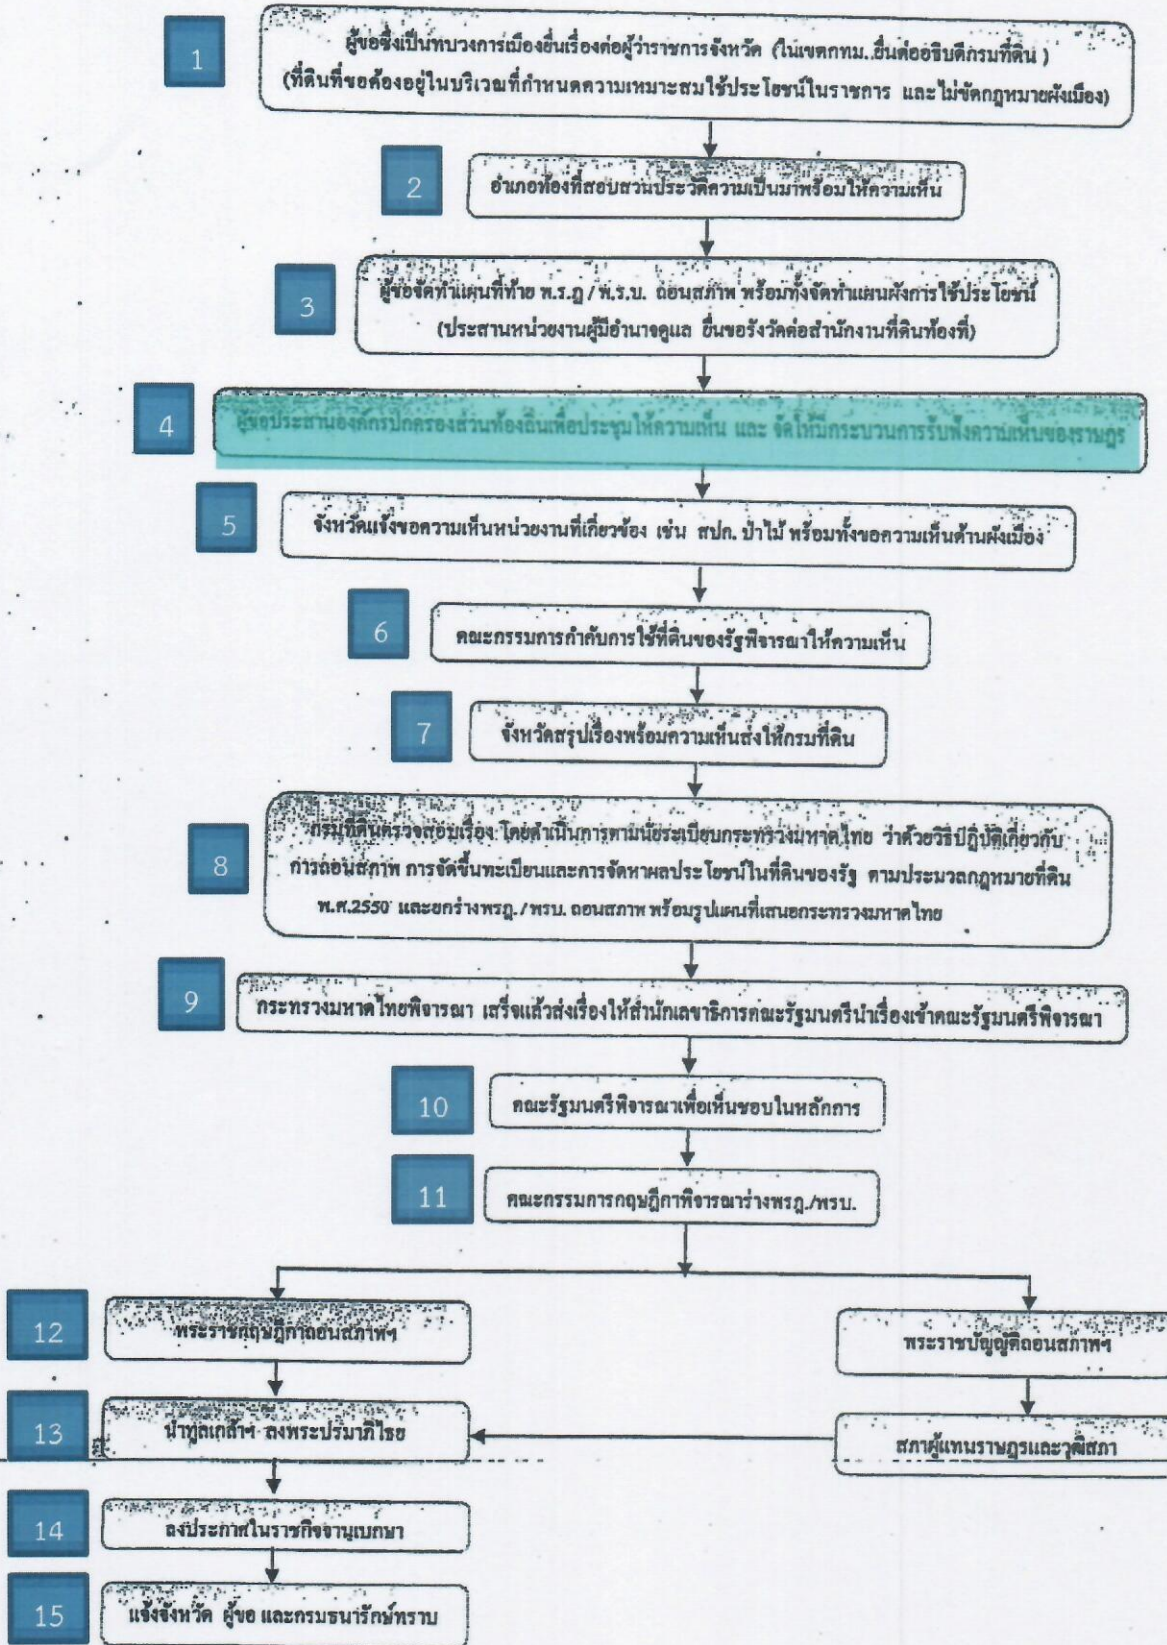 1
ผู้ขอซึ่งเป็นทบวงการเมืองยื่นเรื่องต่อผู้ว่าราชการจังหวัด (ในเขตกทม..ยื่นต่ออธิบดีกรมที่ดิน )
(ที่ดินที่ขอต้องอยู่ในบริเวณที่กำหนดความเหมาะสมใช้ประโยชน์ในราชการ และไม่ขัดกฎหมายผังเมือง)
2
อำเภอท้องที่สอบสวนประวัติความเป็นมาพร้อมให้ความเห็น
3
ผู้ขอจัดทำแผนที่ท้าย พ.ร.ฎ / พ.ร.บ. ถอนสภาพ พร้อมทั้งจัดทำแผนผังการใช้ประโยชน์
(ประสานหน่วยงานผู้มีอำนาจดูแล ยื่นขอรังวัดต่อสำนักงานที่ดินท้องที่)
4
ผู้ขอประสานองค์กรปกครองส่วนท้องถิ่นเพื่อประชุมให้ความเห็น และ จัดให้มีกระบวนการรับฟังความเห็นของราษฎร
5
จังหวัดแจ้งขอความเห็นหน่วยงานที่เกี่ยวข้อง เช่น สปก. ป่าไม้ พร้อมทั้งขอความเห็นด้านผังเมือง
6
คณะกรรมการกำกับการใช้ที่ดินของรัฐพิจารณาให้ความเห็น
7
จังหวัดสรุปเรื่องพร้อมความเห็นส่งให้กรมที่ดิน
8
กรมที่ดินตรวจสอบเรื่อง โดยดำเนินการตามนัยระเบียบกระทรวงมหาดไทย ว่าด้วยวิธีปฏิบัติเกี่ยวกับ
การถอนสภาพ การจัดขึ้นทะเบียนและการจัดหาผลประโยชน์ในที่ดินของรัฐ ตามประมวลกฎหมายที่ดิน
พ.ศ.2550 และยกร่างพรฎ./พรบ. ถอนสภาพ พร้อมรูปแผนที่เสนอกระทรวงมหาดไทย
9
กระทรวงมหาดไทยพิจารณา เสร็จแล้วส่งเรื่องให้สำนักเลขาธิการคณะรัฐมนตรีนำเรื่องเข้าคณะรัฐมนตรีพิจารณา
10
คณะรัฐมนตรีพิจารณาเพื่อเห็นชอบในหลักการ
11
คณะกรรมการกฤษฎีกาพิจารณาร่างพรฎ./พรบ.
12
พระราชกฤษฎีกาถอนสภาพฯ
พระราชบัญญัติถอนสภาพฯ
13
นำทูลเกล้าฯ ลงพระปรมาภิไธย
สภาผู้แทนราษฎรและวุฒิสภา
14
ลงประกาศในราชกิจจานุเบกษา
15
แจ้งจังหวัด ผู้ขอ และกรมธนารักษ์ทราบ